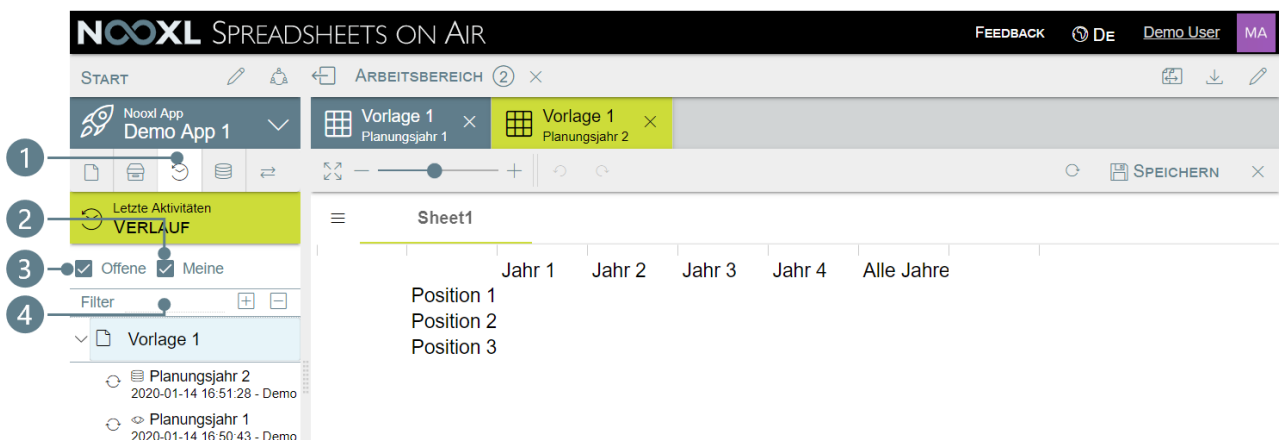 NOOXL SPREADSHEETS ON AIR
FEEDBACK
DE
Demo User
MA
START
ARBEITSBEREICH 2
Nooxl App
Demo App 1
Vorlage 1
Planungsjahr 1
Vorlage 1
Planungsjahr 2
1
SPEICHERN
Letzte Aktivitäten
VERLAUF
2
Sheet1
3
Offene
Meine
Jahr 1 Jahr 2 Jahr 3 Jahr 4 Alle Jahre
Filter
4
Position 1
Position 2
Position 3
Vorlage 1
Planungsjahr 2
2020-01-14 16:51:28 - Demo
Planungsjahr 1
2020-01-14 16:50:43 - Demo